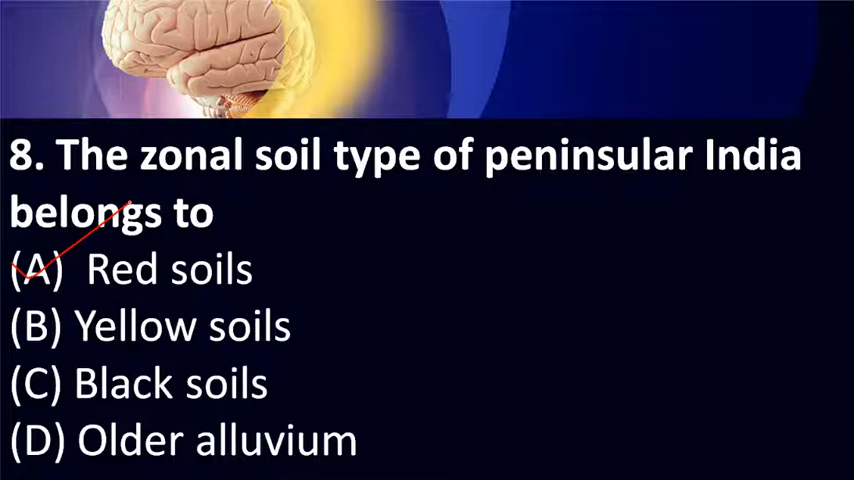 8. The zonal soil type of peninsular India
belongs to
(A) Red soils
(B) Yellow soils
(C) Black soils
(D) Older alluvium